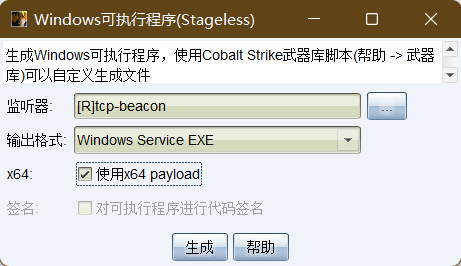 Windows可执行程序(Stageless)
生成Windows可执行程序，使用Cobalt Strike武器库脚本(帮助 -> 武器
库)可以自定义生成文件
监听器: [R]tcp-beacon ...
输出格式: Windows Service EXE
x64: 使用x64 payload
签名: 对可执行程序进行代码签名
生成 帮助